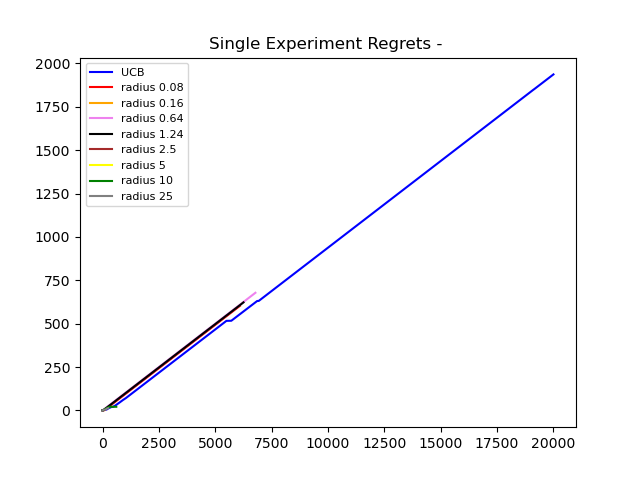 Single Experiment Regrets -
2000
1750
1500
1250
1000
750
500
250
0
UCB
radius 0.08
radius 0.16
radius 0.64
radius 1.24
radius 2.5
radius 5
radius 10
radius 25
0 2500 5000 7500 10000 12500 15000 17500 20000